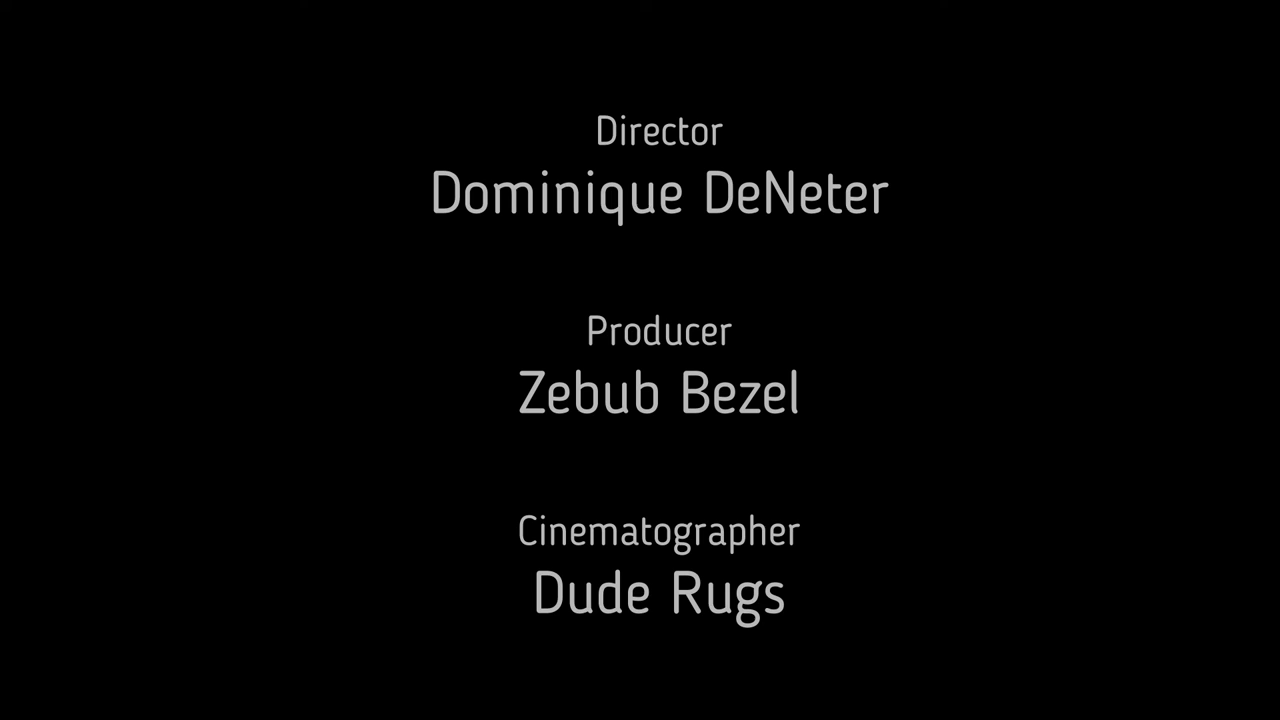 Director
Dominique DeNeter
Producer
Zebub Bezel
Cinematographer
Dude Rugs